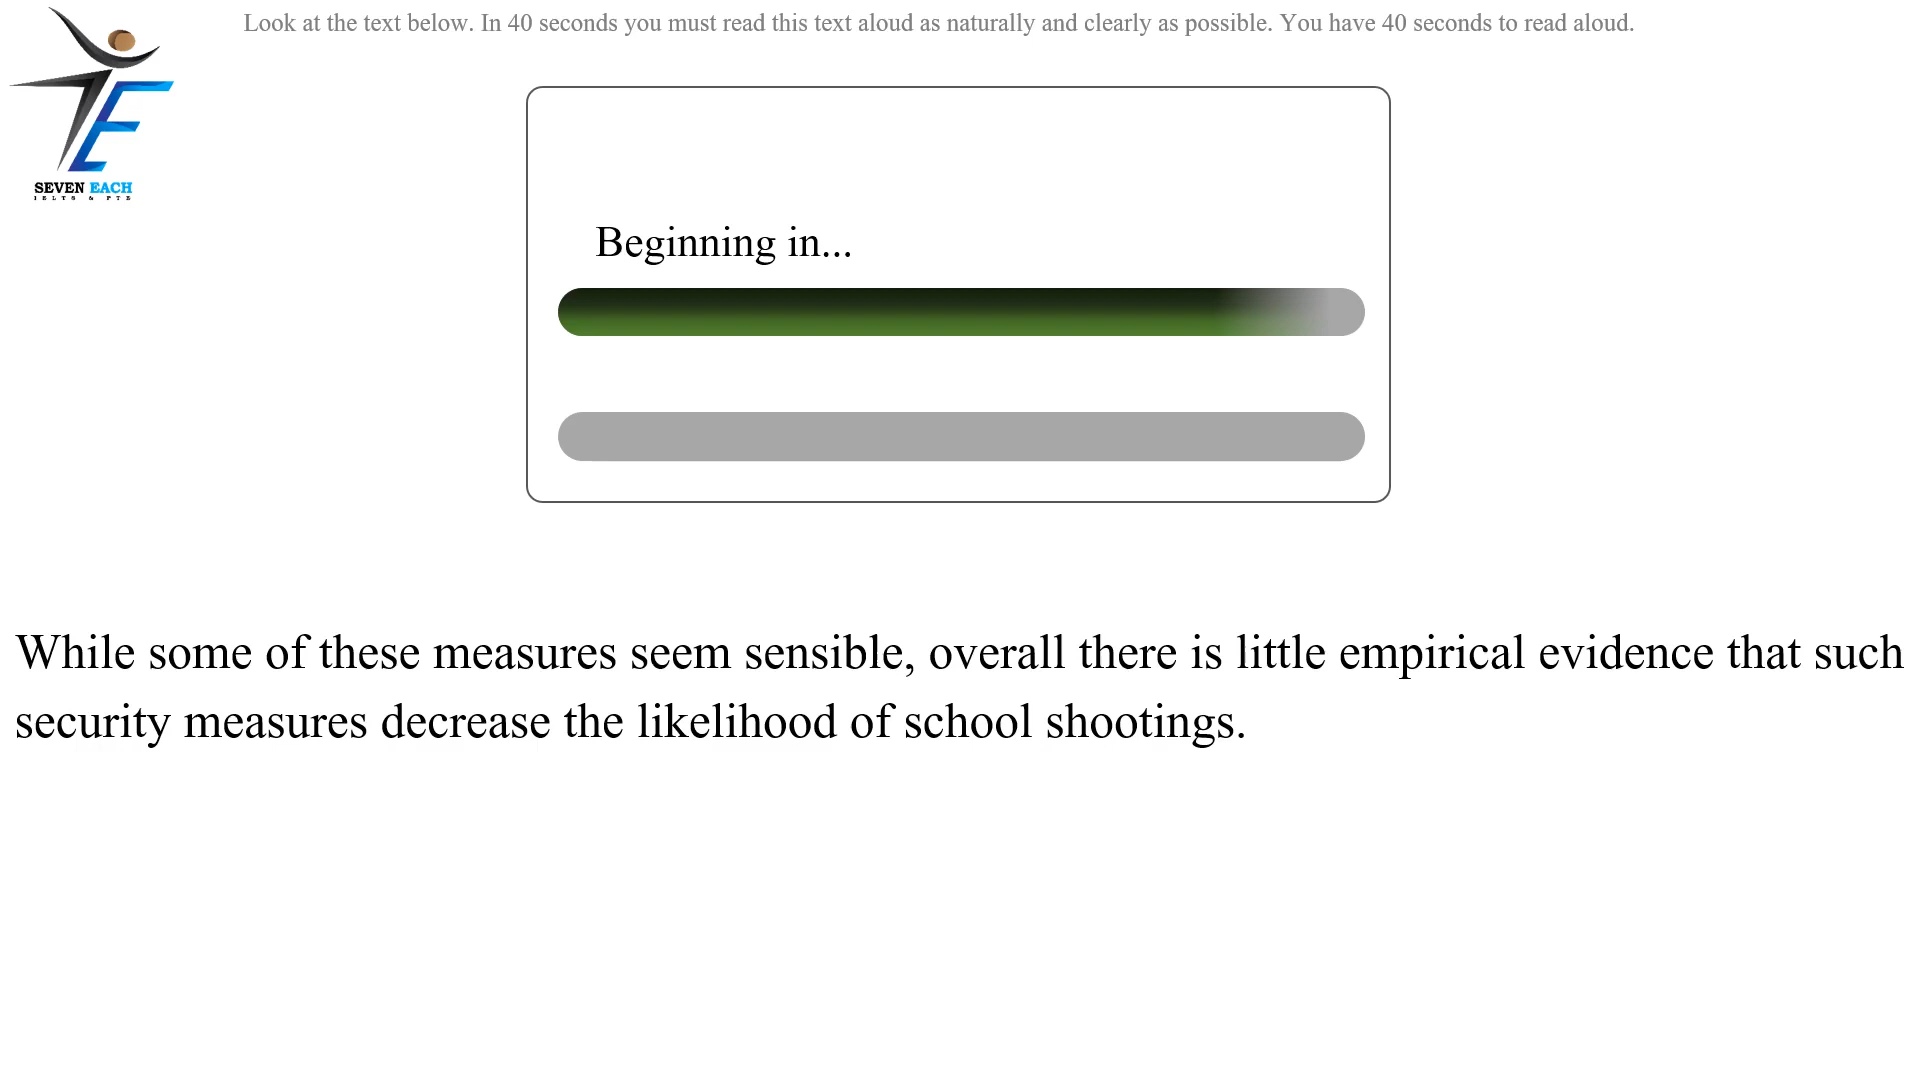 Look at the text below. In 40 seconds you must read this text aloud as naturally and clearly as possible. You have 40 seconds to read aloud.
SEVEN EACH
IELTS & PTE
Beginning in...
While some of these measures seem sensible, overall there is little empirical evidence that such
security measures decrease the likelihood of school shootings.